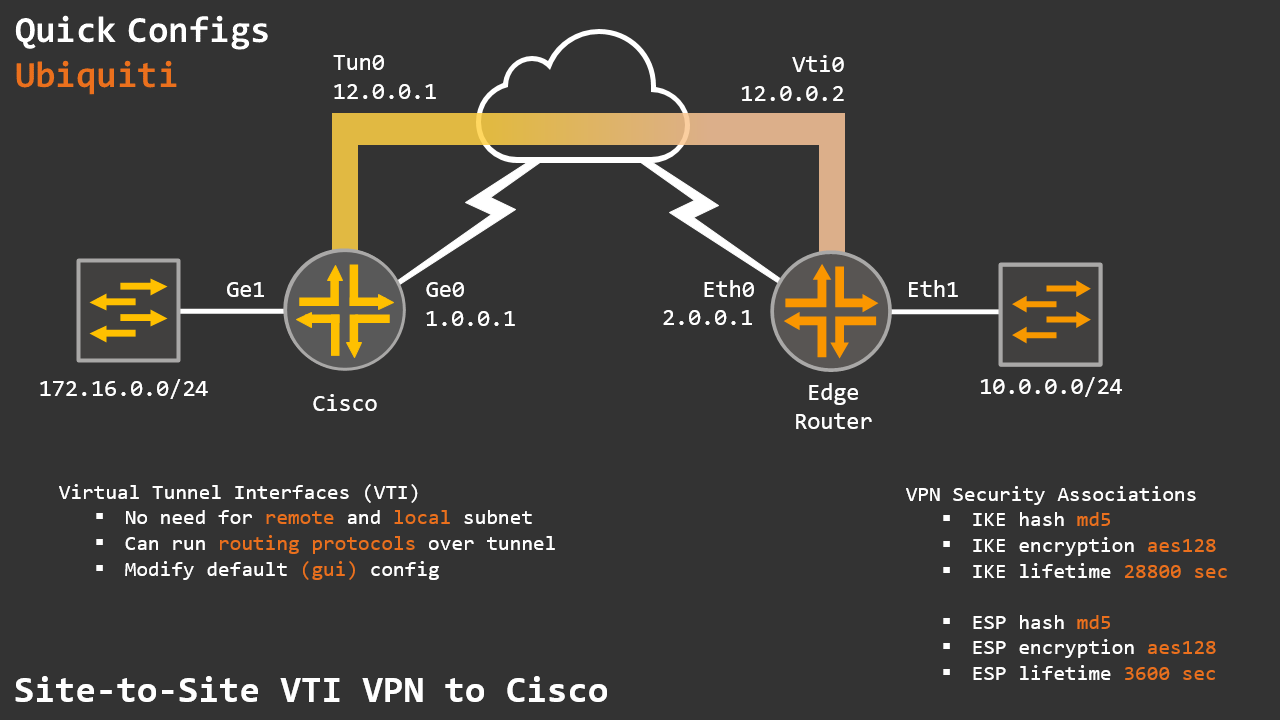 Quick Configs
Ubiquiti
Tun0
12.0.0.1
Vti0
12.0.0.2
Ge1
Ge0
1.0.0.1
Eth0
2.0.0.1
Eth1
172.16.0.0/24
Cisco
Edge
Router
10.0.0.0/24
Virtual Tunnel Interfaces (VTI)
▪ No need for remote and local subnet
▪ Can run routing protocols over tunnel
▪ Modify default (gui) config
VPN Security Associations
▪ IKE hash md5
▪ IKE encryption aes128
▪ IKE lifetime 28800 sec
▪ ESP hash md5
▪ ESP encryption aes128
▪ ESP lifetime 3600 sec
Site-to-Site VTI VPN to Cisco